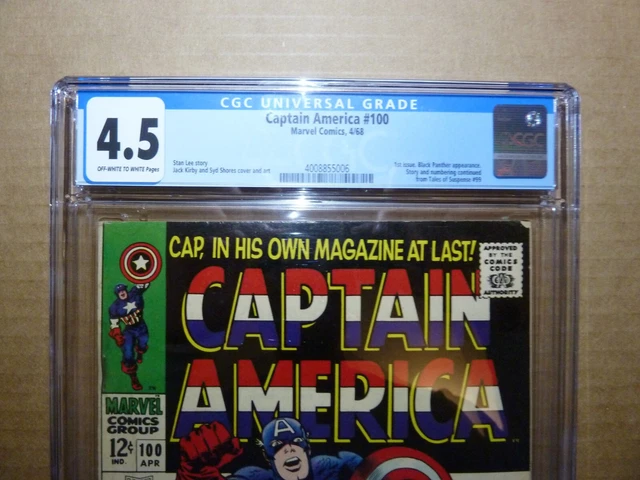 CGC UNIVERSAL GRADE
4.5
OFF-WHITE TO WHITE Pages
Captain America #100
Marvel Comics, 4/68
Stan Lee story
Jack Kirby and Syd Shores cover and art
4008855006
1st issue. Black Panther appearance.
Story and numbering continued
from Tales of Suspense #99
CGC
CAP, IN HIS OWN MAGAZINE AT LAST!
APPROVED
BY THE
COMICS
CODE
CA
AUTHORITY
CAPTAIN
AMERICA
MARVEL
COMICS
GROUP
12¢
IND.
100
APR
A